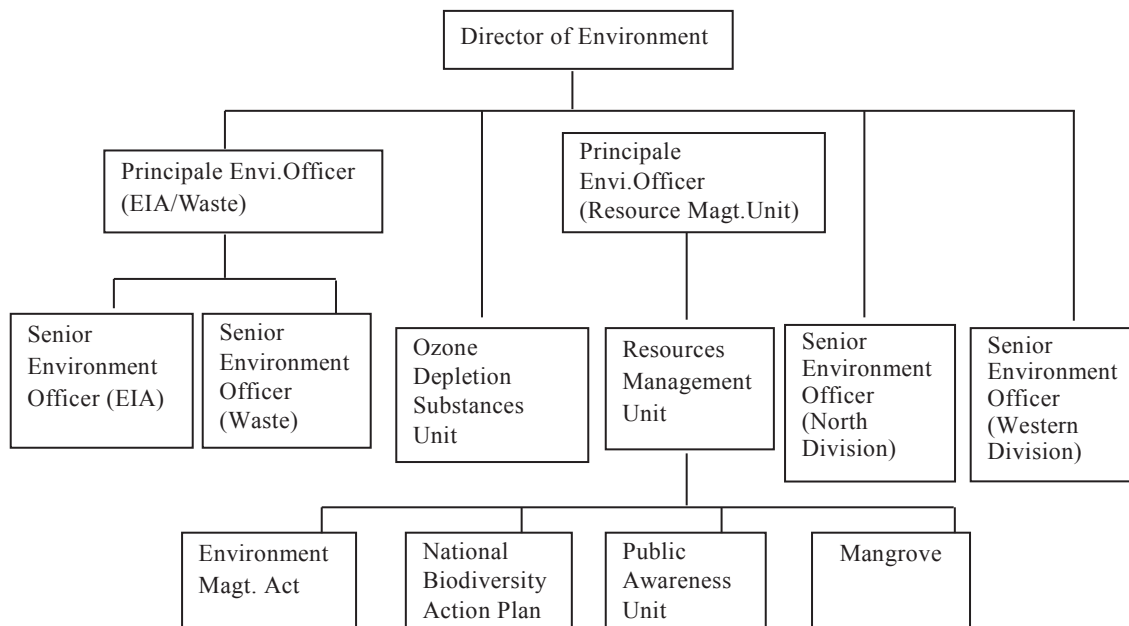 Director of Environment
Principale Envi.Officer
(EIA/Waste)
Principale
Envi.Officer
(Resource Magt.Unit)
Senior
Environment
Officer (EIA)
Senior
Environment
Officer
(Waste)
Ozone
Depletion
Substances
Unit
Resources
Management
Unit
Senior
Environment
Officer
(North
Division)
Senior
Environment
Officer
(Western
Division)
Environment
Magt. Act
National
Biodiversity
Action Plan
Public
Awareness
Unit
Mangrove